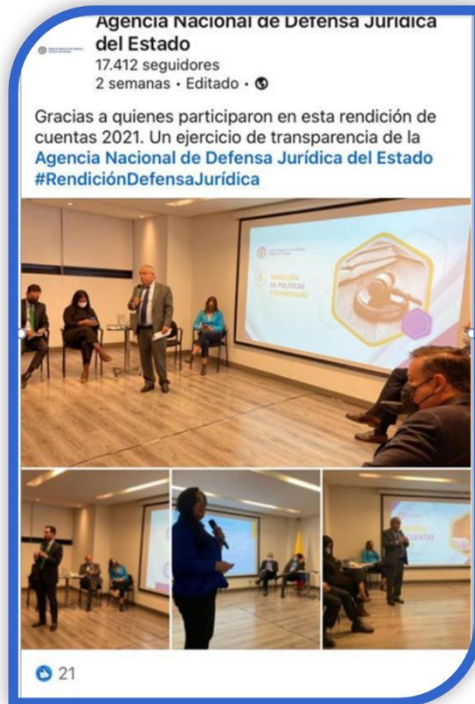 Agencia Nacional de Defensa Jurídica
del Estado
17.412 seguidores
2 semanas • Editado •
Gracias a quienes participaron en esta rendición de
cuentas 2021. Un ejercicio de transparencia de la
Agencia Nacional de Defensa Jurídica del Estado
#RendiciónDefensaJurídica
5 DIRECCIÓN
DE POLÍTICAS
Y ESTRATEGIAS
CUENTAS
21